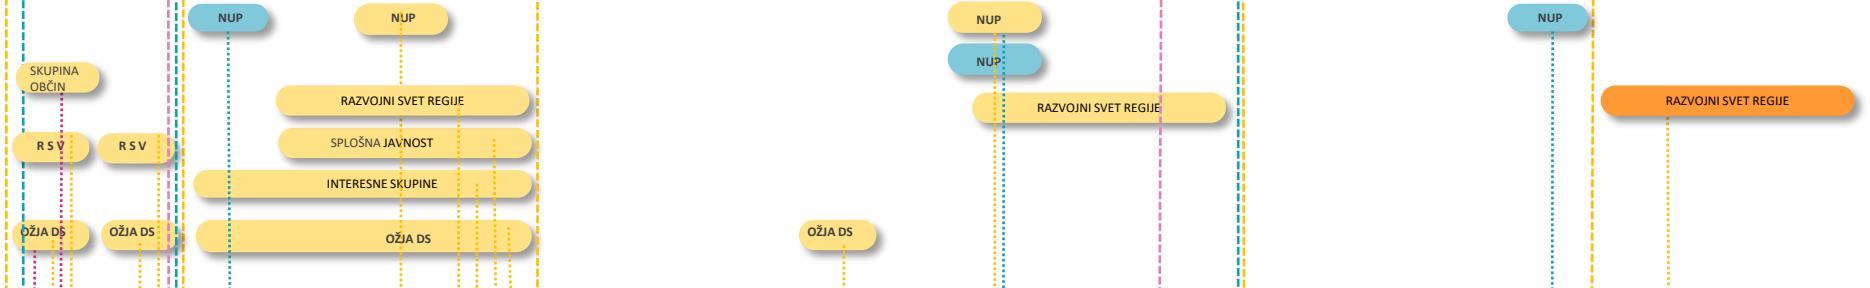 NUP
NUP
NUP
NUP
NUP
SKUPINA
OBČIN
RAZVOJNI SVET REGIJE
RAZVOJNI SVET REGIJE
RAZVOJNI SVET REGIJE
R S V
R S V
SPLOŠNA JAVNOST
INTERESNE SKUPINE
OŽJA DS
OŽJA DS
OŽJA DS
OŽJA DS